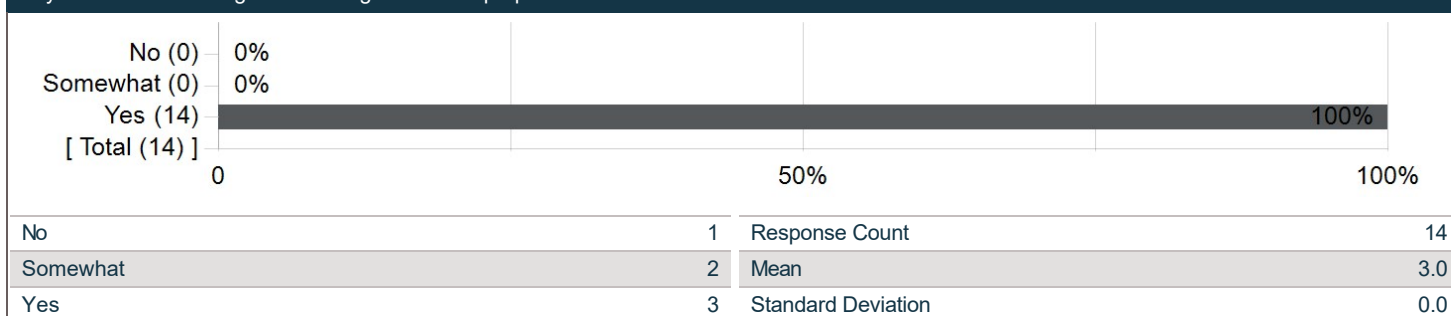 No (0) 0%
Somewhat (0) 0%
Yes (14) 100%
[ Total (14) ]
0 50% 100%
No 1 Response Count 14
Somewhat 2 Mean 3.0
Yes 3 Standard Deviation 0.0